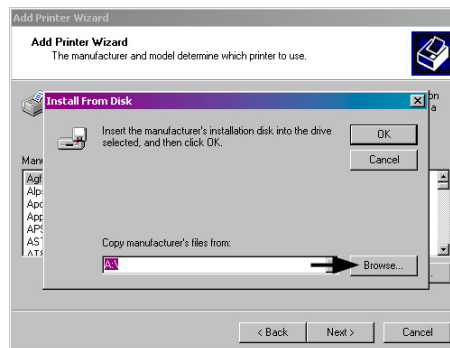 Add Printer Wizard
Add Printer Wizard
The manufacturer and model determine which printer to use.
Install From Disk
Insert the manufacturer's installation disk into the drive
selected, and then click OK.
OK
Cancel
Copy manufacturer's files from:
A:\
Browse...
< Back
Next >
Cancel